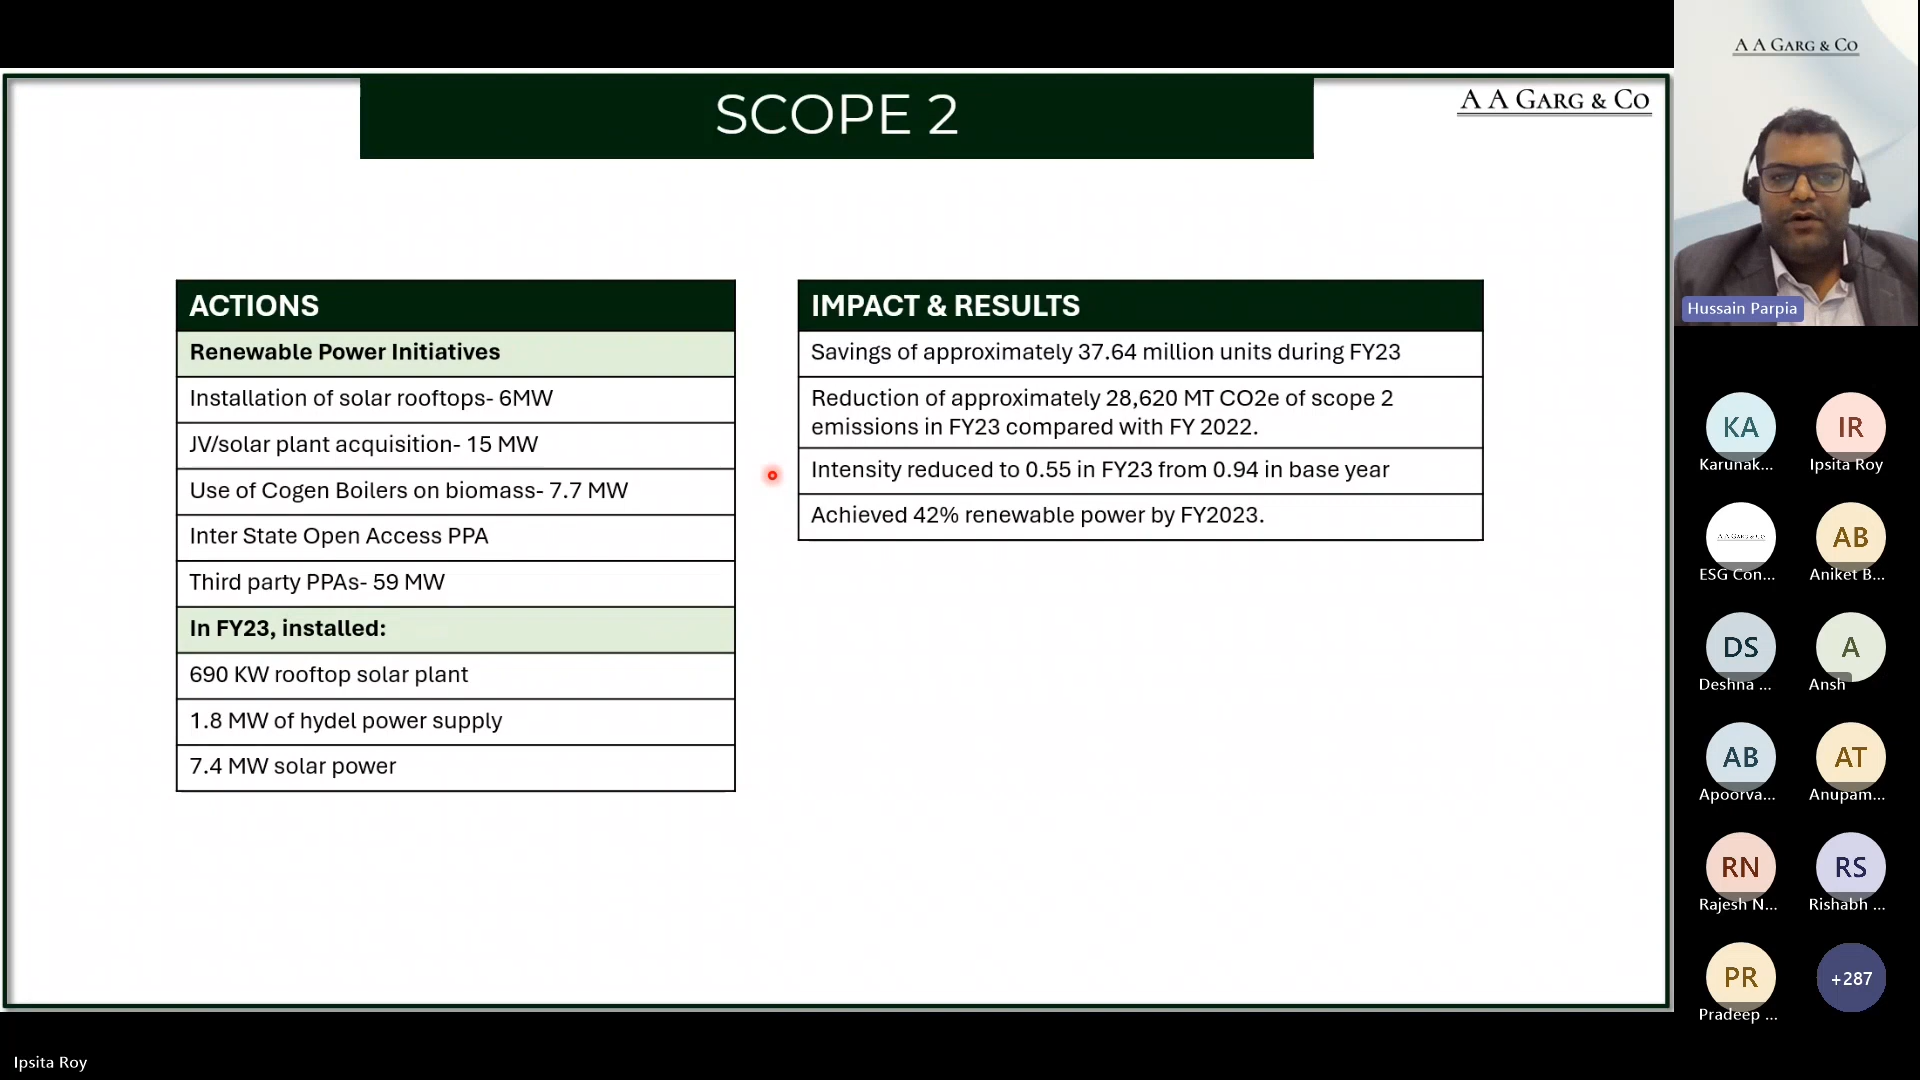 SCOPE 2
A A GARG & CO
ACTIONS
Renewable Power Initiatives
Installation of solar rooftops- 6MW
JV/solar plant acquisition- 15 MW
Use of Cogen Boilers on biomass- 7.7 MW
Inter State Open Access PPA
Third party PPAs- 59 MW
In FY23, installed:
690 KW rooftop solar plant
1.8 MW of hydel power supply
7.4 MW solar power
IMPACT & RESULTS
Savings of approximately 37.64 million units during FY23
Reduction of approximately 28,620 MT CO2e of scope 2
emissions in FY23 compared with FY 2022.
Intensity reduced to 0.55 in FY23 from 0.94 in base year
Achieved 42% renewable power by FY2023.
A A GARG & CO
Hussain Parpia
KA
Karunak...
IR
Ipsita Roy
A A GARG & CO
ESG Con...
AB
Aniket B...
DS
Deshna ...
A
Ansh
AB
Apoorva...
AT
Anupam...
RN
Rajesh N...
RS
Rishabh ...
PR
Pradeep ...
+287
Ipsita Roy